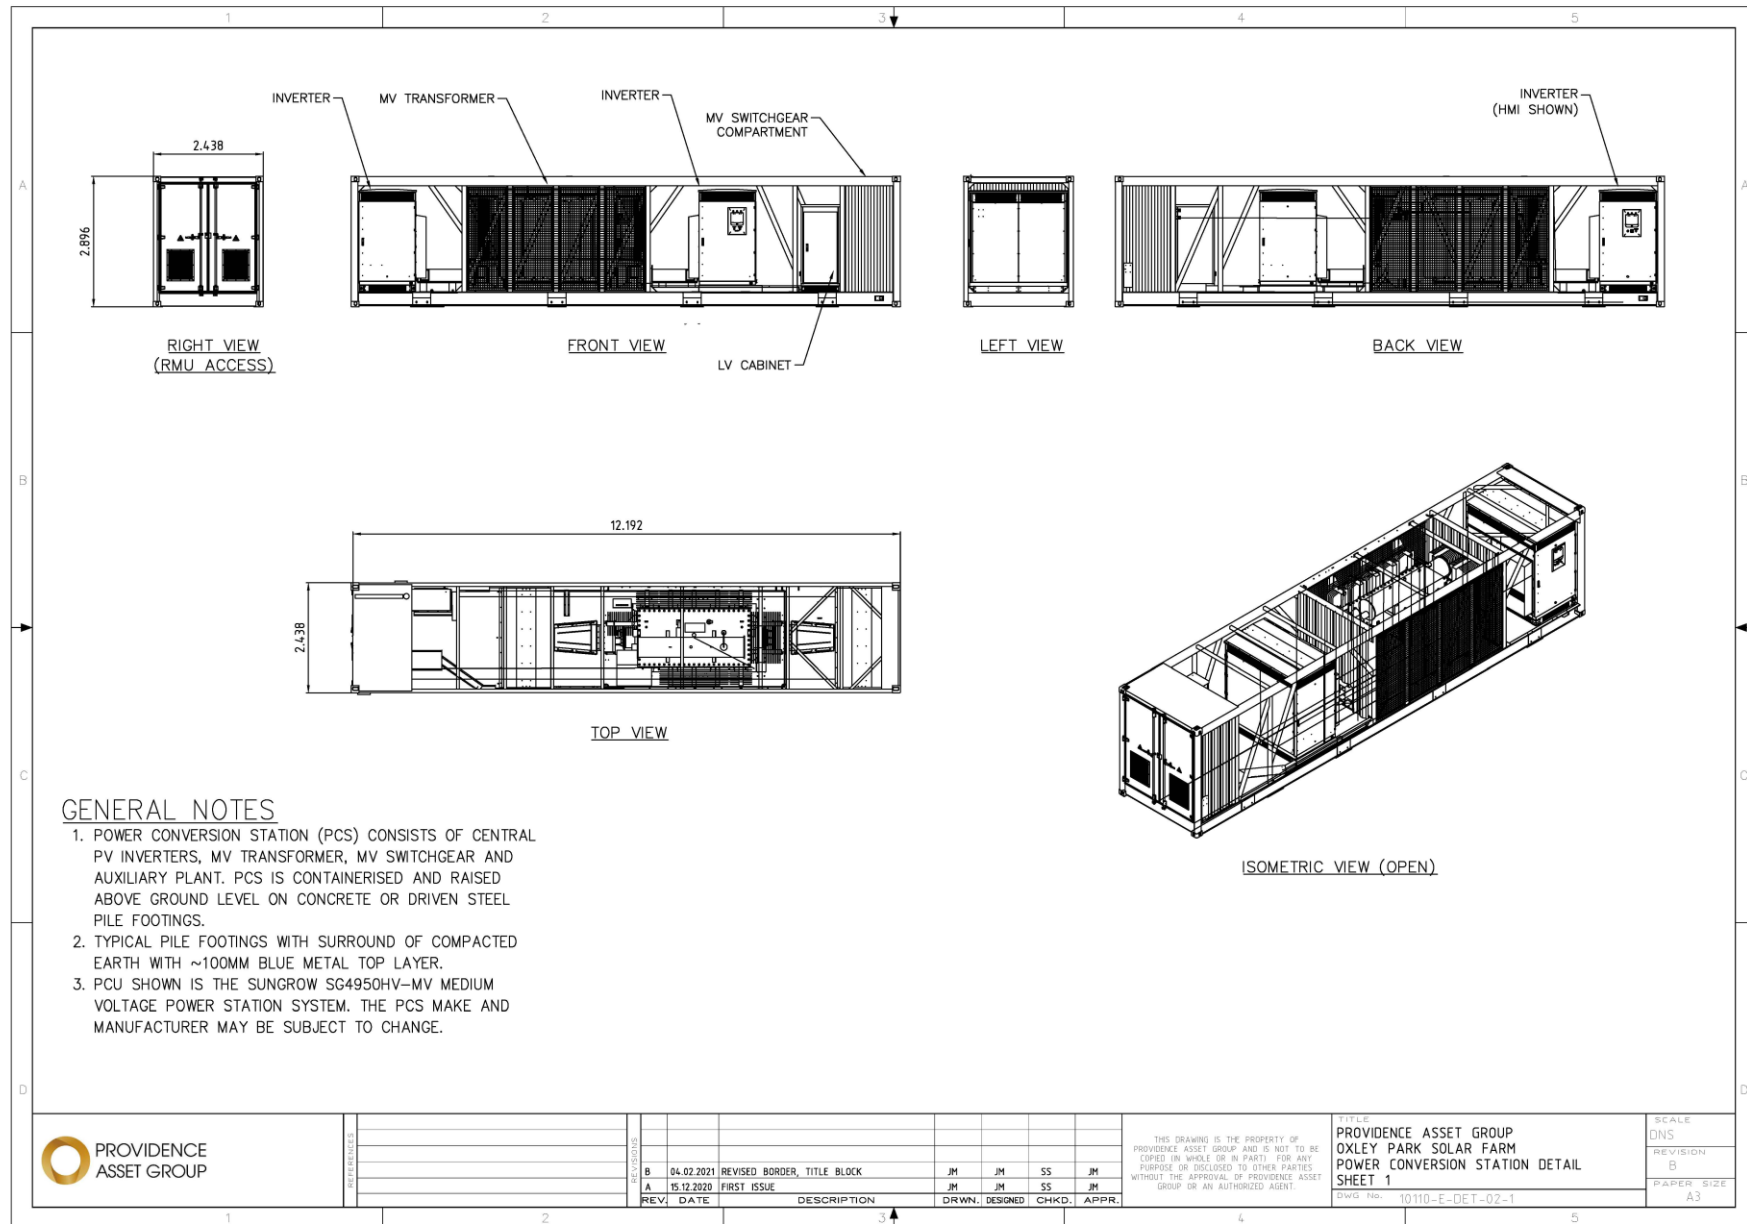 1 2 3 4 5
A A
B B
C C
D D
INVERTER
MV TRANSFORMER
INVERTER
MV SWITCHGEAR
COMPARTMENT
INVERTER
(HMI SHOWN)
2.438
2.896
RIGHT VIEW
(RMU ACCESS)
FRONT VIEW
LV CABINET
LEFT VIEW
BACK VIEW
12.192
2.438
TOP VIEW
ISOMETRIC VIEW (OPEN)
GENERAL NOTES
1. POWER CONVERSION STATION (PCS) CONSISTS OF CENTRAL
PV INVERTERS, MV TRANSFORMER, MV SWITCHGEAR AND
AUXILIARY PLANT. PCS IS CONTAINERISED AND RAISED
ABOVE GROUND LEVEL ON CONCRETE OR DRIVEN STEEL
PILE FOOTINGS.
2. TYPICAL PILE FOOTINGS WITH SURROUND OF COMPACTED
EARTH WITH ~100MM BLUE METAL TOP LAYER.
3. PCU SHOWN IS THE SUNGROW SG4950HV-MV MEDIUM
VOLTAGE POWER STATION SYSTEM. THE PCS MAKE AND
MANUFACTURER MAY BE SUBJECT TO CHANGE.
PROVIDENCE
ASSET GROUP
REFERENCES
REVISIONS
B 04.02.2021 REVISED BORDER, TITLE BLOCK JM JM SS JM
A 15.12.2020 FIRST ISSUE JM JM SS JM
REV. DATE DESCRIPTION DRWN. DESIGNED CHKD. APPR.
THIS DRAWING IS THE PROPERTY OF
PROVIDENCE ASSET GROUP AND IS NOT TO BE
COPIED (IN WHOLE OR IN PART) FOR ANY
PURPOSE OR DISCLOSED TO OTHER PARTIES
WITHOUT THE APPROVAL OF PROVIDENCE ASSET
GROUP OR AN AUTHORIZED AGENT.
TITLE
PROVIDENCE ASSET GROUP
OXLEY PARK SOLAR FARM
POWER CONVERSION STATION DETAIL
SHEET 1
DWG No. 10110-E-DET-02-1
SCALE
DNS
REVISION
B
PAPER SIZE
A3
1 2 3 4 5